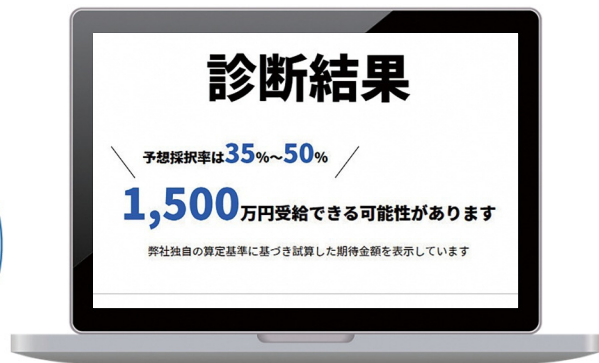 診断結果
予想採択率は35%~50%
1,500万円受給できる可能性があります
弊社独自の算定基準に基づき試算した期待金額を表示しています